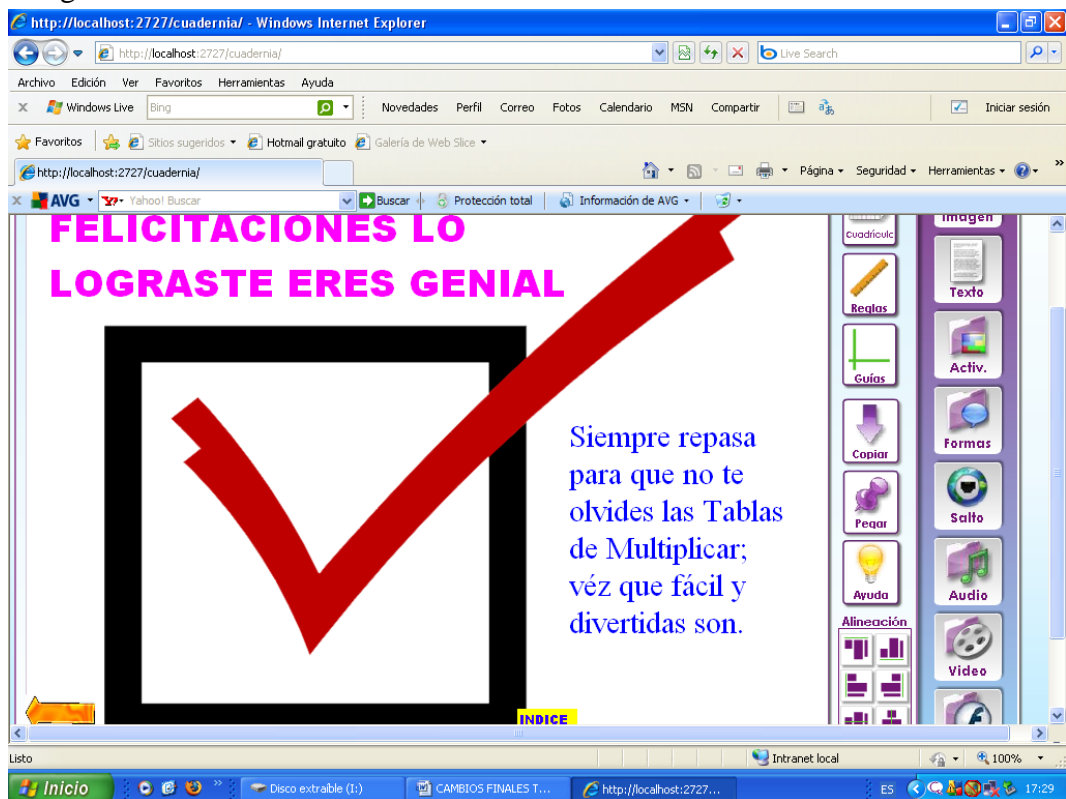 http://localhost:2727/cuadernia/ - Windows Internet Explorer
http://localhost:2727/cuadernia/
Live Search
Archivo Edición Ver Favoritos Herramientas Ayuda
Windows Live Bing Novedades Perfil Correo Fotos Calendario MSN Compartir Iniciar sesión
Favoritos Sitios sugeridos Hotmail gratuito Galería de Web Slice
http://localhost:2727/cuadernia/ Página Seguridad Herramientas
AVG Yahoo! Buscar Buscar Protección total Información de AVG
FELICITACIONES LO
LOGRASTE ERES GENIAL
Siempre repasa
para que no te
olvides las Tablas
de Multiplicar;
véz que fácil y
divertidas son.
INDICE
Cuadrícula
Reglas
Guías
Copiar
Pegar
Ayuda
Alineación
Imagen
Texto
Activ.
Formas
Salto
Audio
Video
Listo Intranet local 100%
Inicio Disco extraíble (I:) CAMBIOS FINALES T... http://localhost:2727... ES 17:29